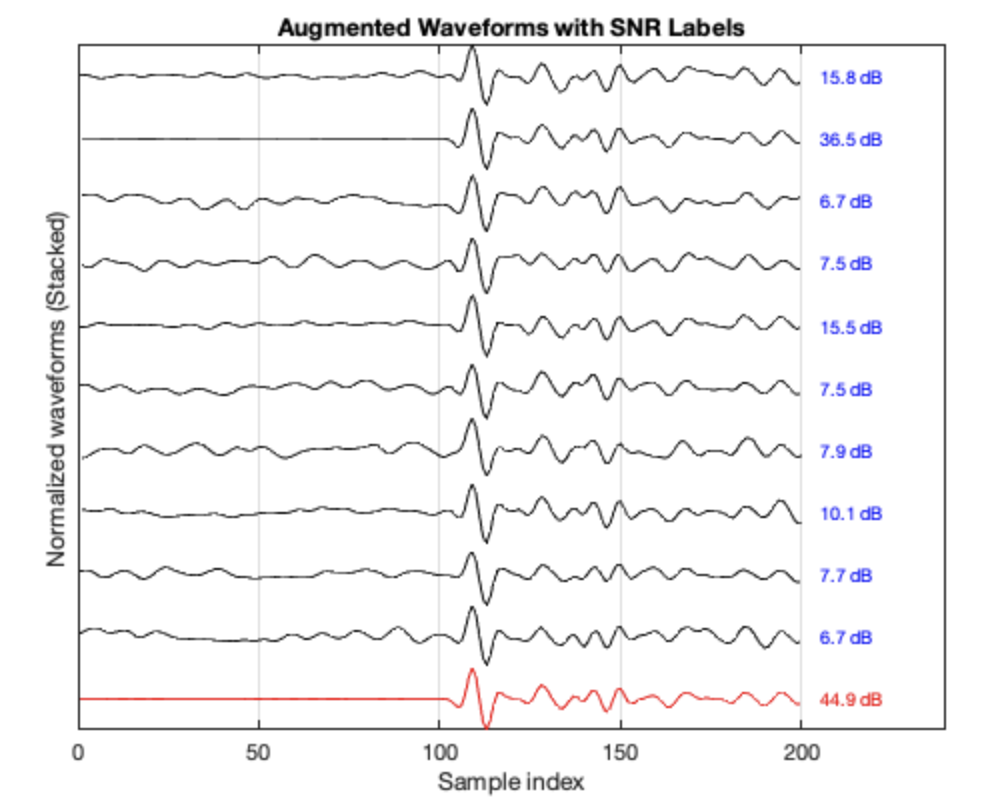 Augmented Waveforms with SNR Labels
15.8 dB
36.5 dB
6.7 dB
7.5 dB
15.5 dB
7.5 dB
7.9 dB
10.1 dB
7.7 dB
6.7 dB
44.9 dB
Normalized waveforms (Stacked)
0 50 100 150 200
Sample index